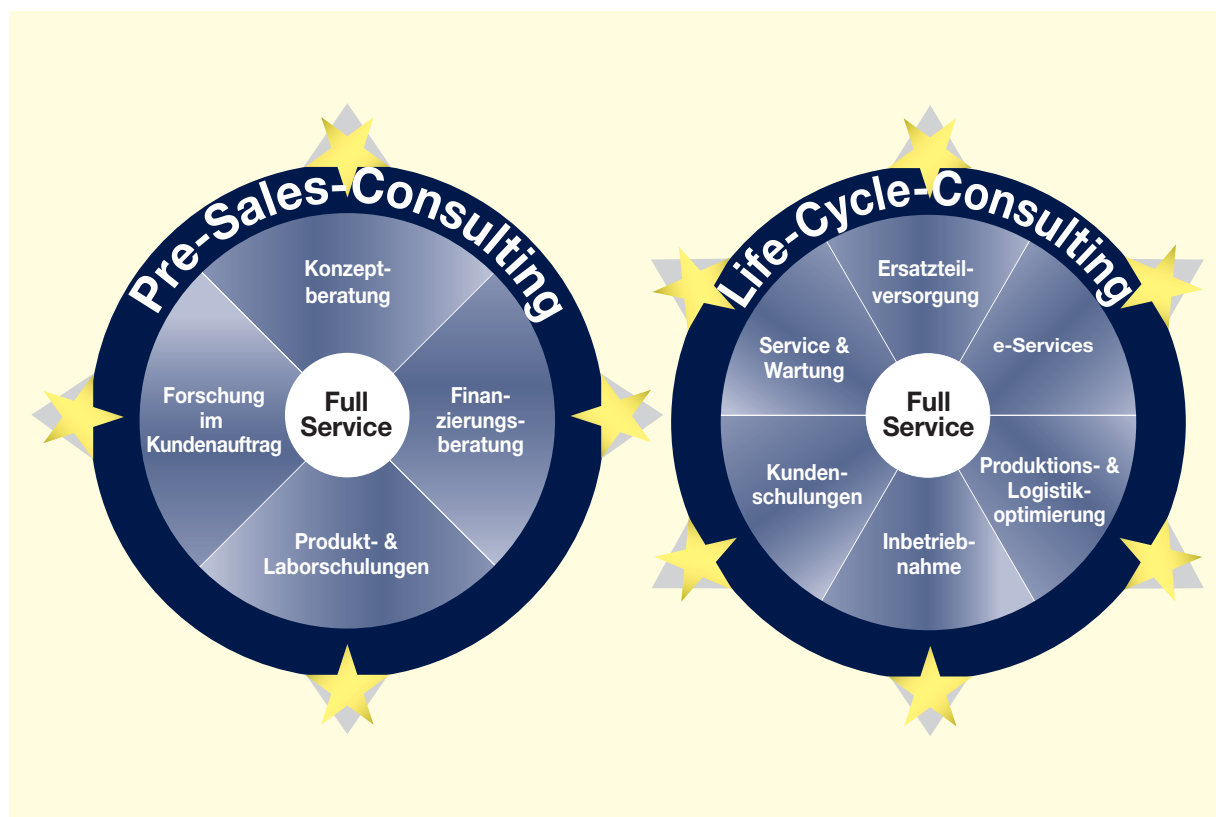 Pre-Sales-Consulting
Konzept-
beratung
Finan-
zierungs-
beratung
Produkt- &
Laborschulungen
Forschung
im
Kundenauftrag
Full
Service
Life-Cycle-Consulting
Ersatzteil-
versorgung
e-Services
Produktions- &
Logistik-
optimierung
Inbetrieb-
nahme
Kunden-
schulungen
Service &
Wartung
Full
Service